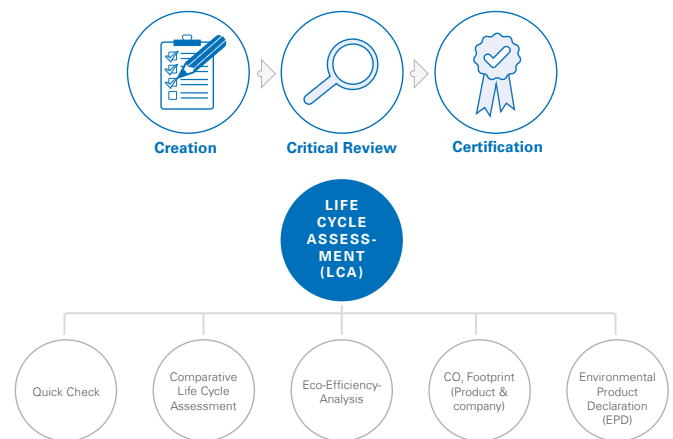 Creation
Critical Review
Certification
LIFE
CYCLE
ASSESS-
MENT
(LCA)
Quick Check
Comparative
Life Cycle
Assessment
Eco-Efficiency-
Analysis
CO, Footprint
(Product &
company)
Environmental
Product
Declaration
(EPD)